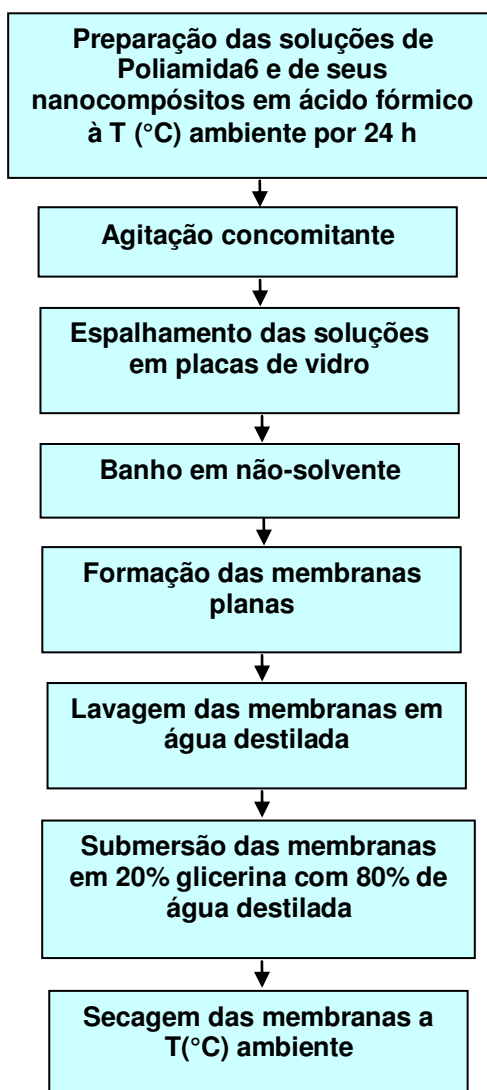 Preparação das soluções de
Poliamida6 e de seus
nanocompósitos em ácido fórmico
à T (°C) ambiente por 24 h
Agitação concomitante
Espalhamento das soluções
em placas de vidro
Banho em não-solvente
Formação das membranas
planas
Lavagem das membranas em
água destilada
Submersão das membranas
em 20% glicerina com 80% de
água destilada
Secagem das membranas a
T(°C) ambiente